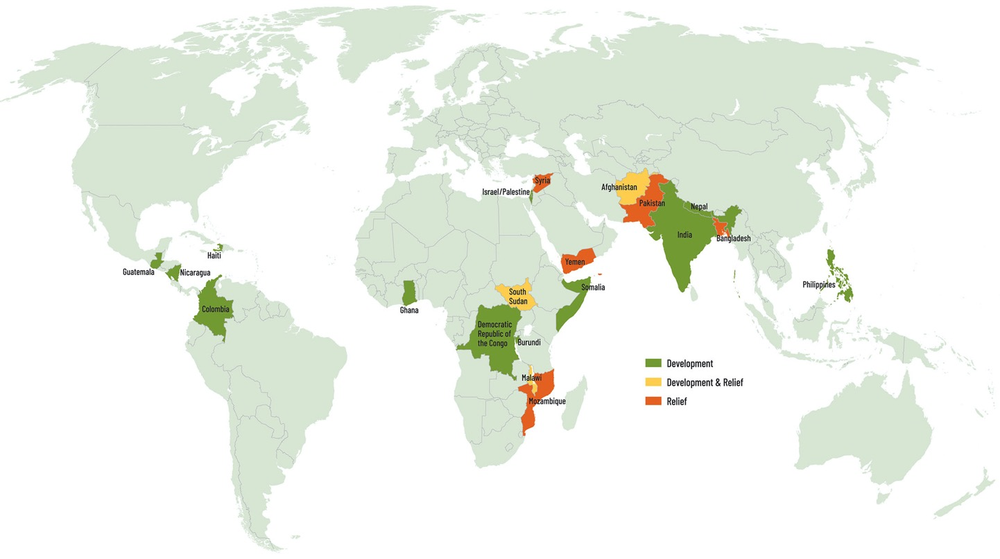 Syria
Afghanistan
Israel/Palestine
Pakistan
Nepal
India
Bangladesh
Haiti
Guatemala
Nicaragua
Yemen
Colombia
Ghana
South
Sudan
Somalia
Philippines
Democratic
Republic of
the Congo
Burundi
Malawi
Mozambique
Development
Development & Relief
Relief